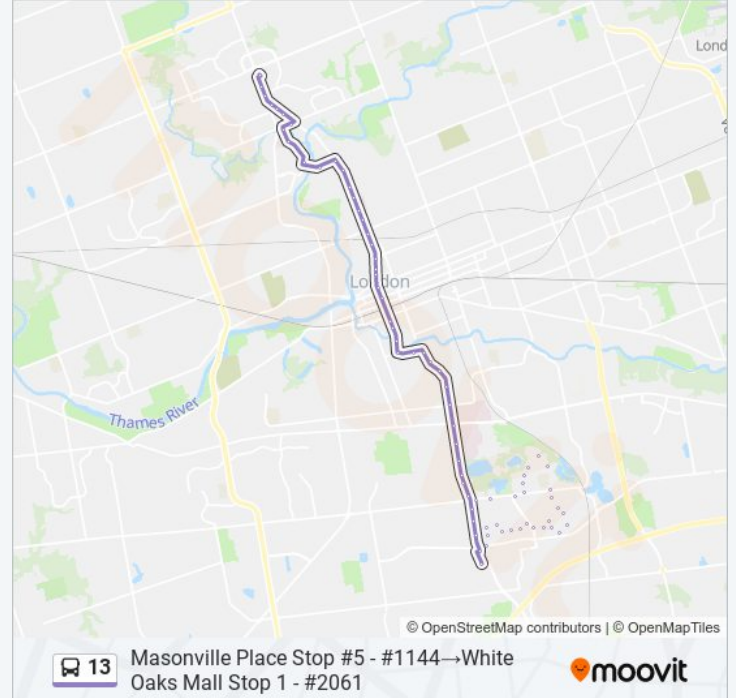 Lond
London
Thames River
© OpenStreetMap contributors | © OpenMapTiles
13
Masonville Place Stop #5 - #1144→White
Oaks Mall Stop 1 - #2061
moovit